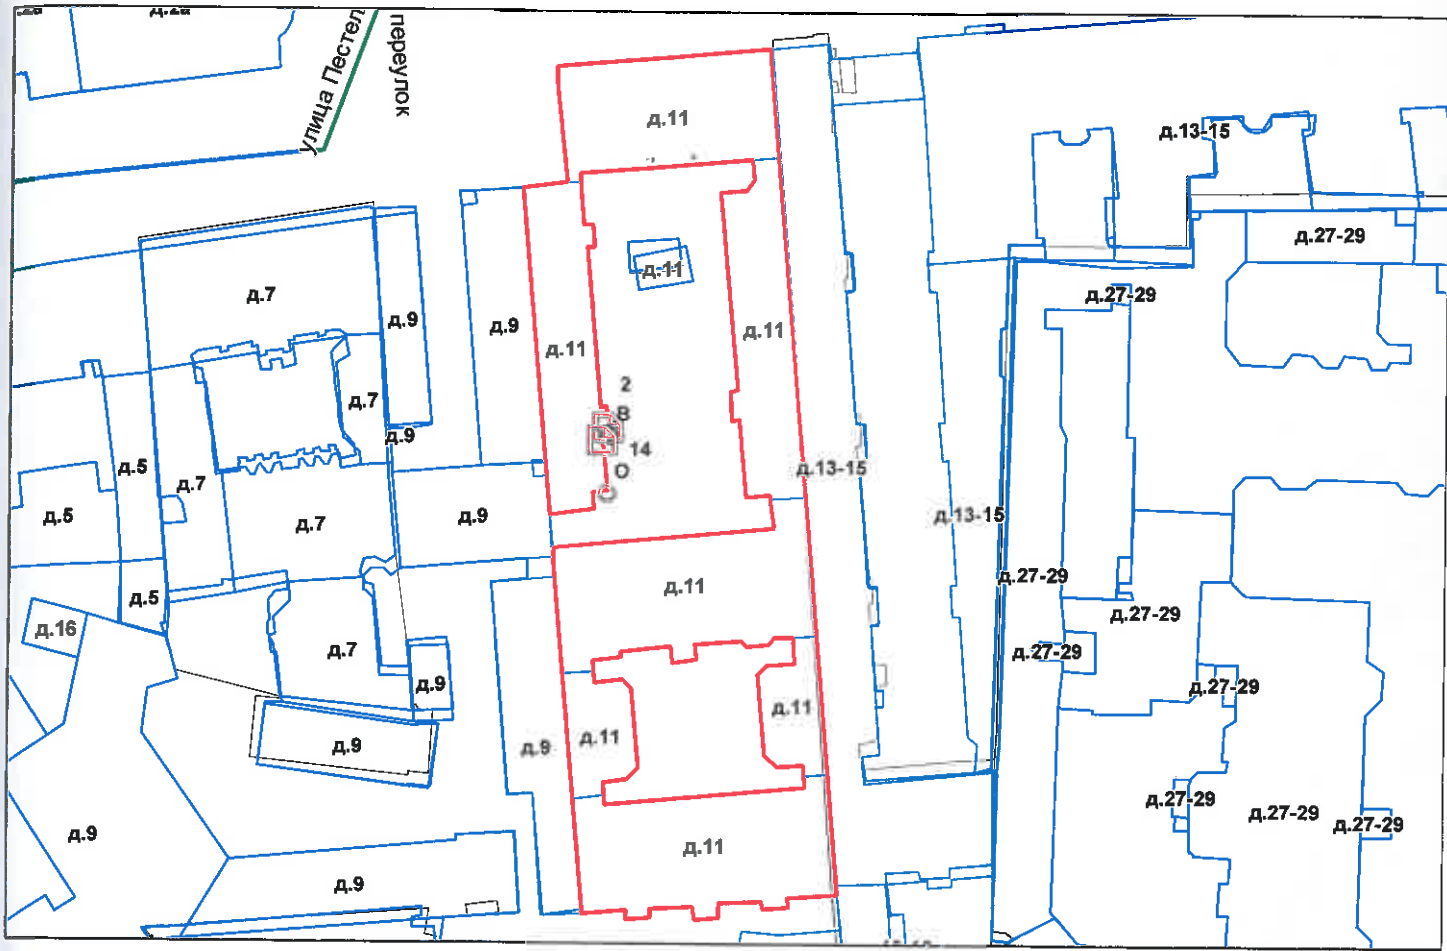 улица Пестел
переулок
д.11
д.13-15
д.27-29
д.11
д.27-29
д.7
д.9
д.9
д.11
д.11
2
В
14
О
д.7
д.9
д.5
д.7
д.13-15
д.5
д.7
д.9
д.13-15
д.27-29
д.11
д.5
д.27-29
д.16
д.7
д.27-29
д.9
д.27-29
д.11
д.9
д.11
д.9
д.27-29
д.27-29
д.27-29
д.9
д.11
д.9